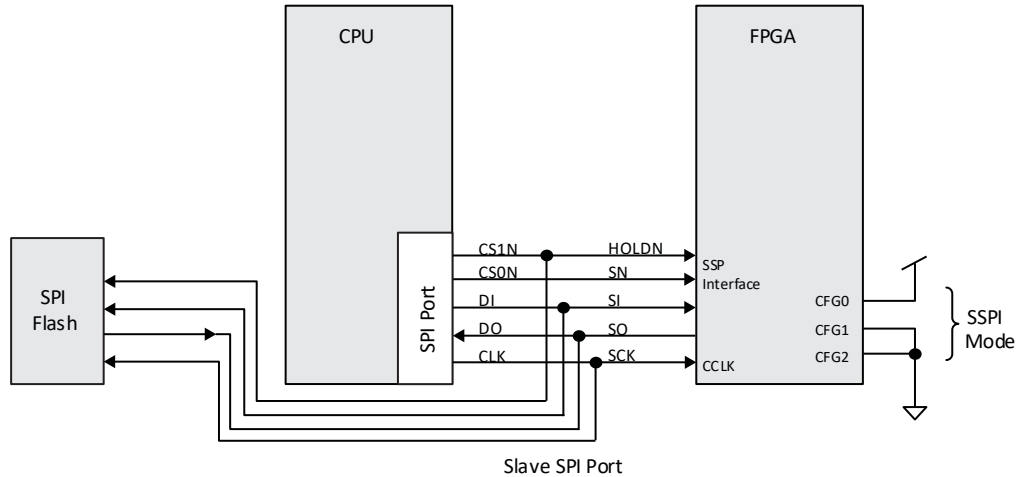 CPU
FPGA
CS1N
HOLDN
CS0N
SN
SSP
Interface
DI
SI
DO
SO
CLK
SCK
CCLK
SPI Port
SPI
Flash
CFG0
CFG1
CFG2
SSPI
Mode
Slave SPI Port